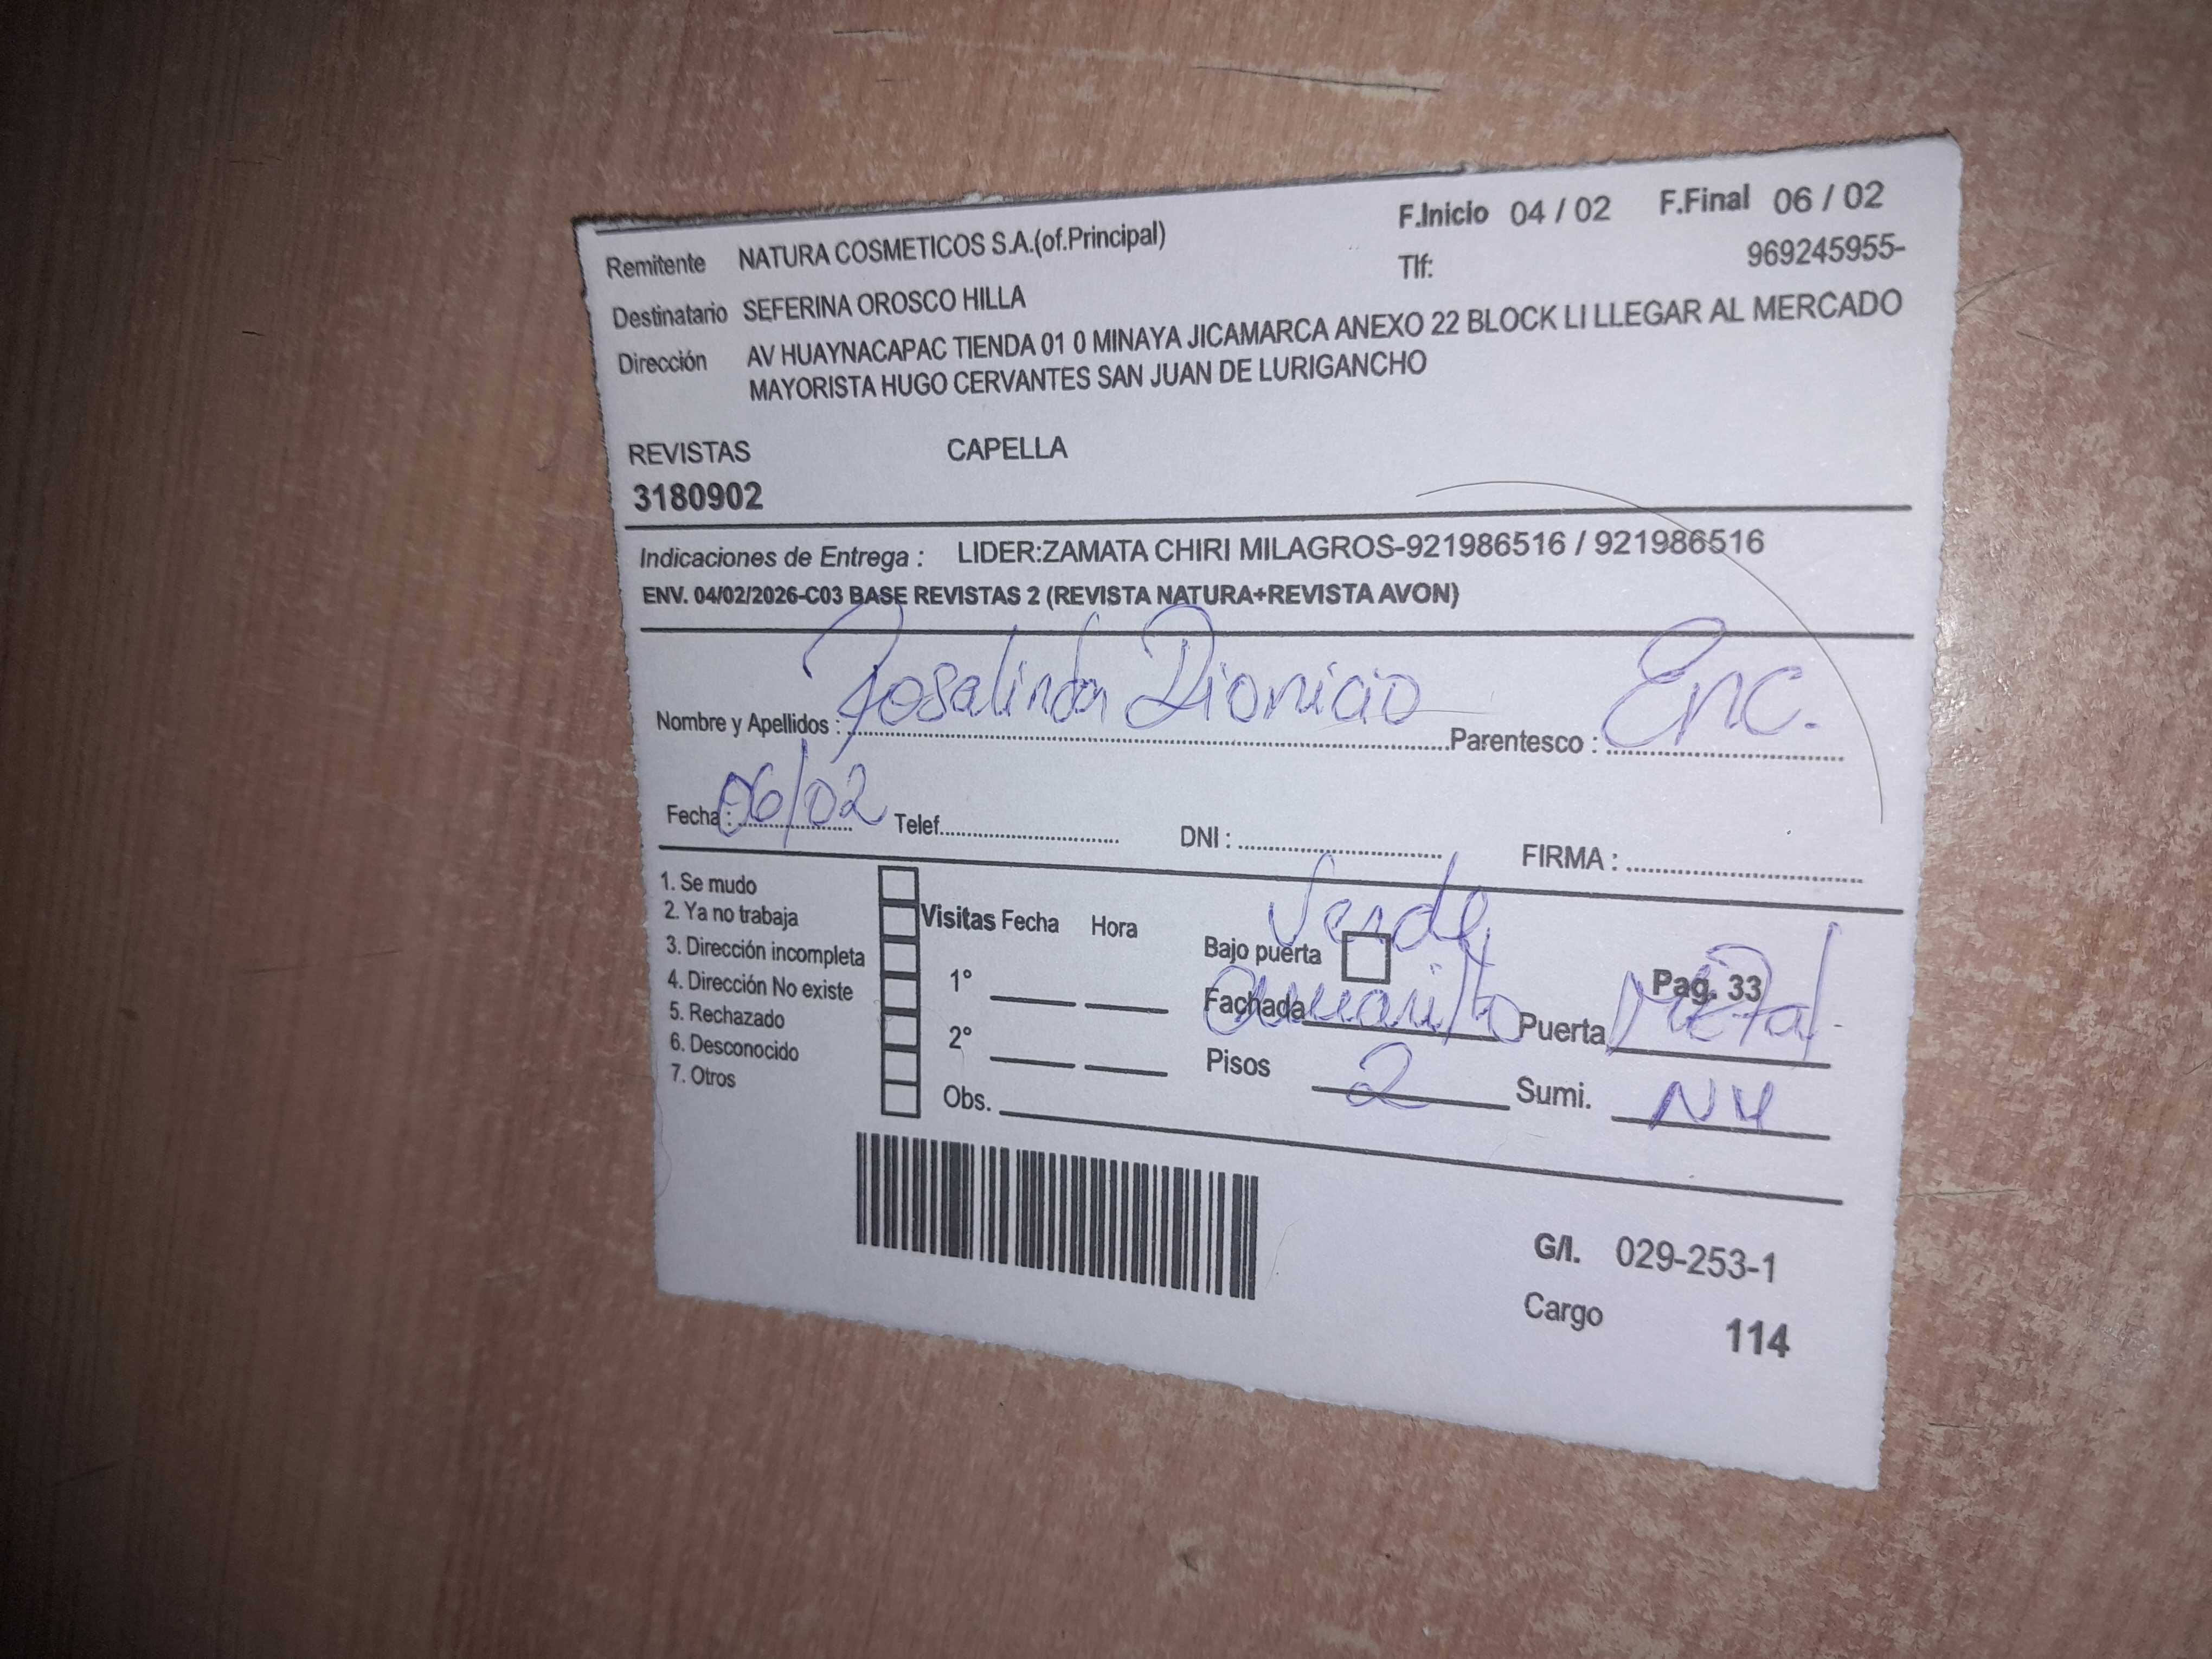 F.Inicio 04 / 02 F.Final 06 / 02
Remitente NATURA COSMETICOS S.A.(of.Principal)
Tlf: 969245955-
Destinatario SEFERINA OROSCO HILLA
Dirección AV HUAYNACAPAC TIENDA 01 0 MINAYA JICAMARCA ANEXO 22 BLOCK LI LLEGAR AL MERCADO
MAYORISTA HUGO CERVANTES SAN JUAN DE LURIGANCHO
REVISTAS CAPELLA
3180902
Indicaciones de Entrega : LIDER:ZAMATA CHIRI MILAGROS-921986516 / 921986516
ENV. 04/02/2026-C03 BASE REVISTAS 2 (REVISTA NATURA+REVISTA AVON)
Nombre y Apellidos : Rosalinda Dionicio Parentesco : Enc.
Fecha : 06/02 Telef. DNI : FIRMA :
1. Se mudo
2. Ya no trabaja
3. Dirección incompleta
4. Dirección No existe
5. Rechazado
6. Desconocido
7. Otros
Visitas Fecha Hora
1°
2°
Obs.
Verde
Bajo puerta
Pag. 33
Fachada amarillo Puerta Metal
Pisos 2 Sumi. N4
G/I. 029-253-1
Cargo 114